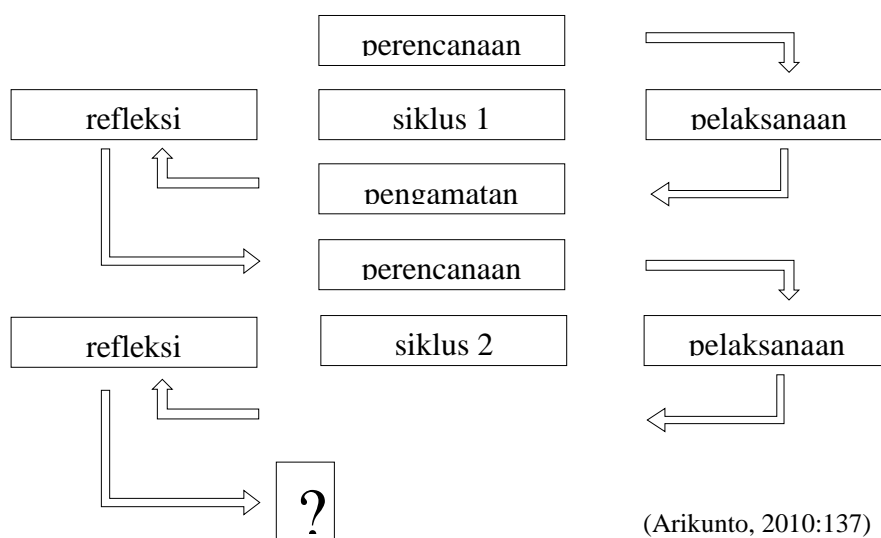 perencanaan
refleksi
siklus 1
pelaksanaan
pengamatan
perencanaan
refleksi
siklus 2
pelaksanaan
?
(Arikunto, 2010:137)